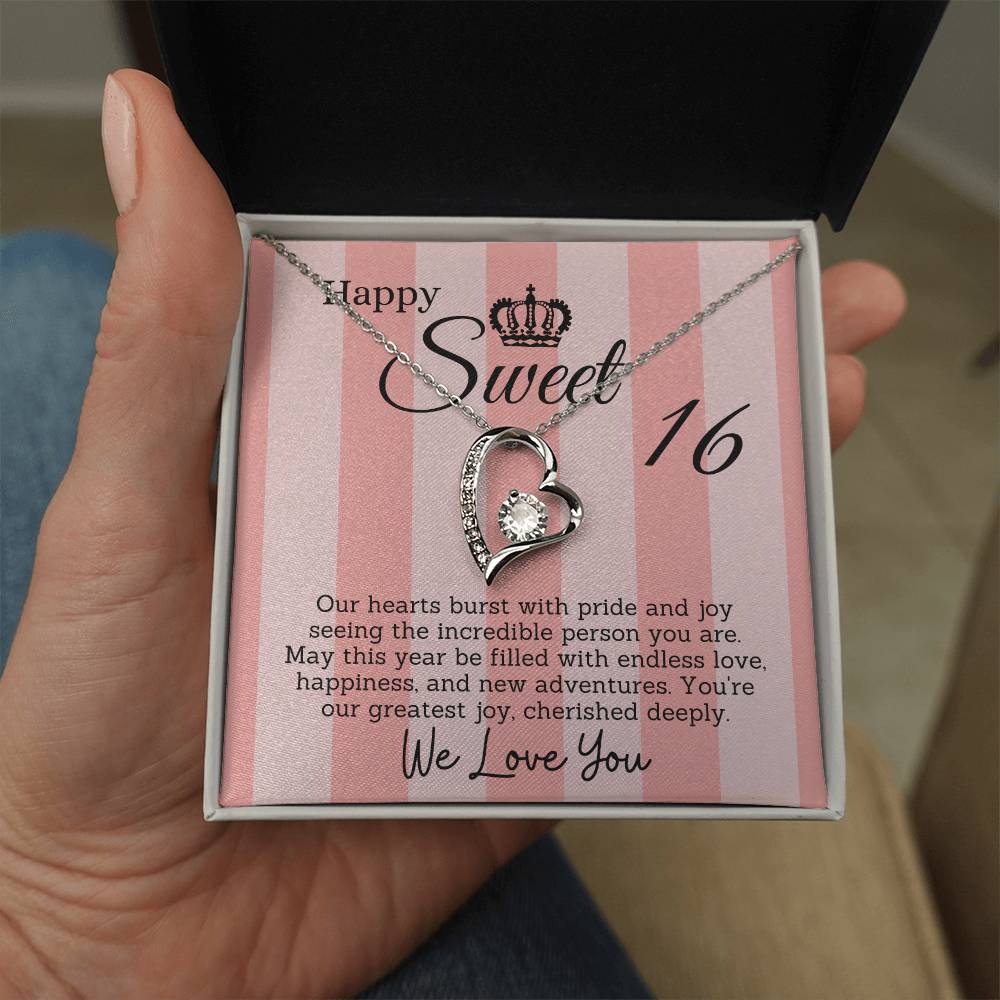 Happy
Sweet
16
Our hearts burst with pride and joy
seeing the incredible person you are.
May this year be filled with endless love,
happiness, and new adventures. You're
our greatest joy, cherished deeply.
We Love You